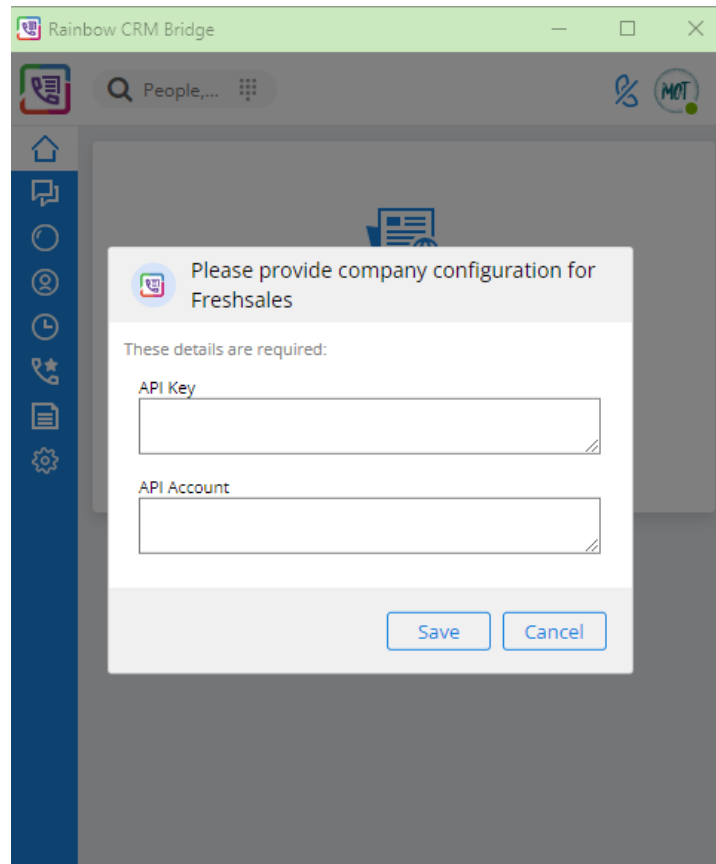 Rainbow CRM Bridge
People,...
MOT
Please provide company configuration for
Freshsales
These details are required:
API Key
API Account
Save
Cancel